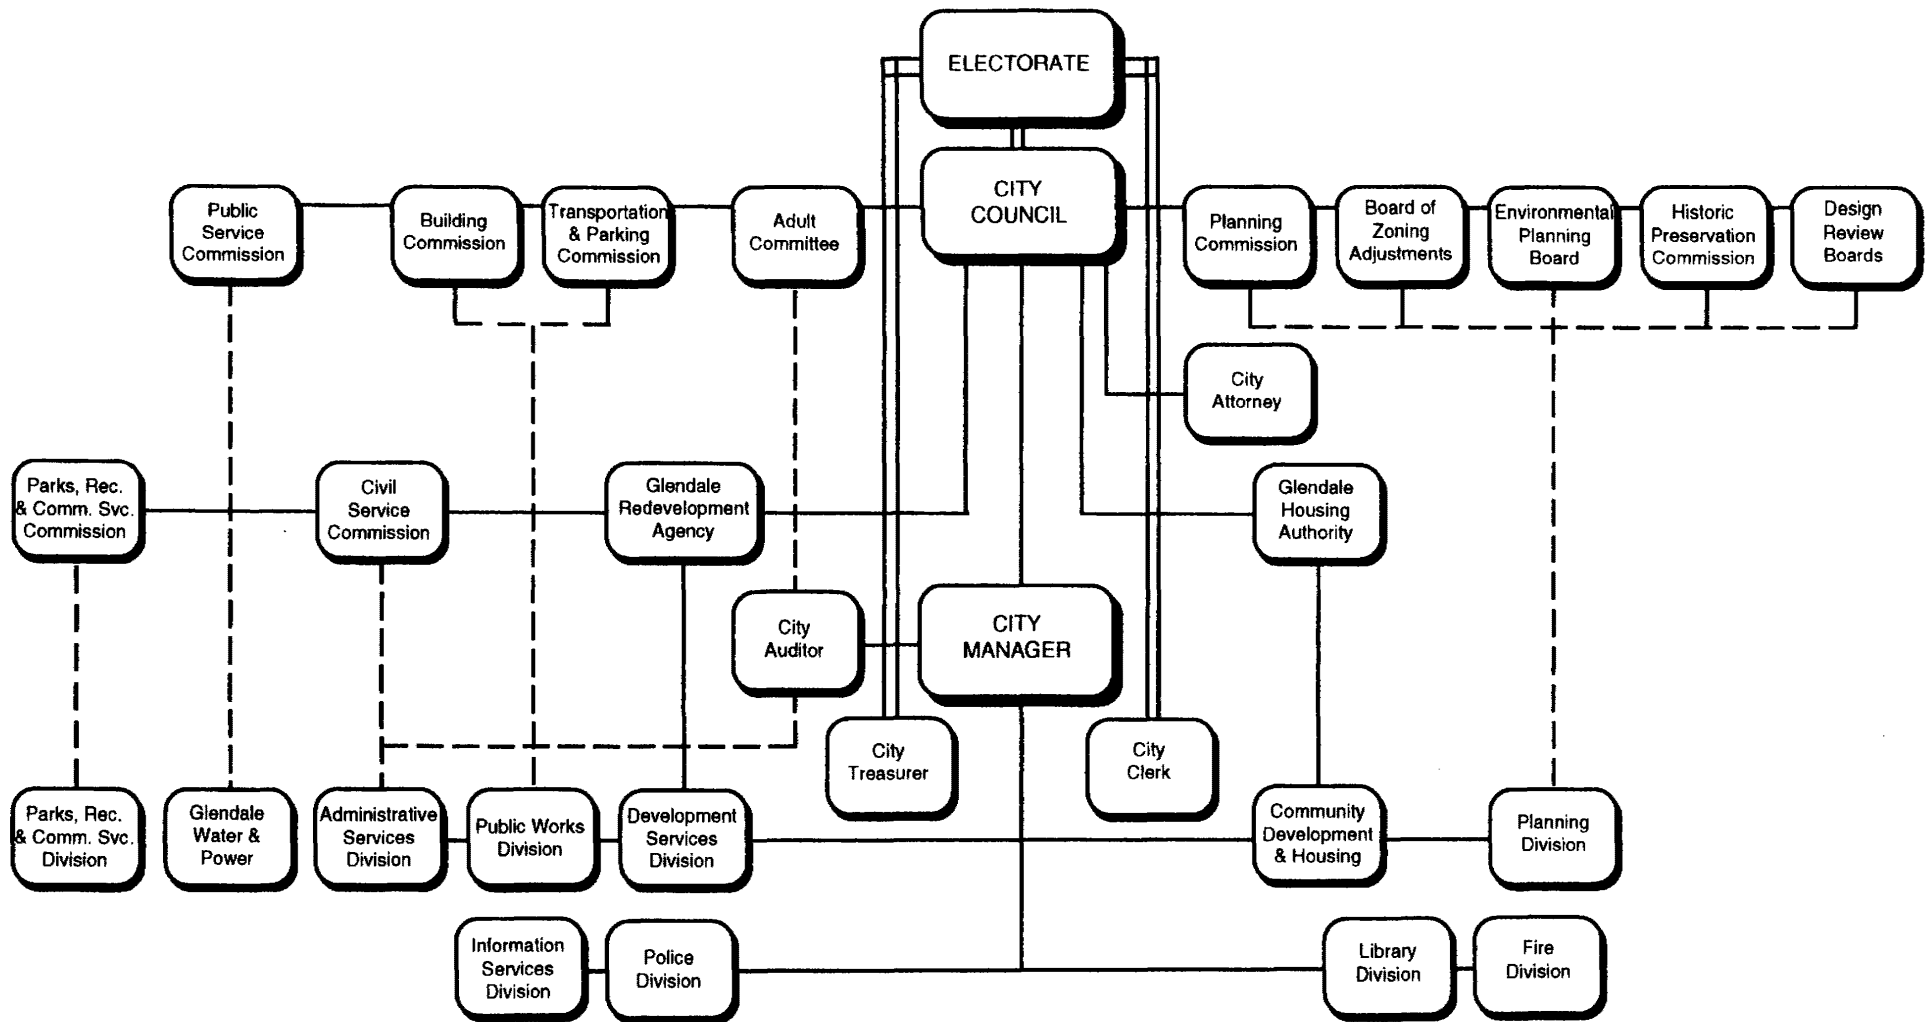 ELECTORATE
CITY
COUNCIL
Public
Service
Commission
Building
Commission
Transportation
& Parking
Commission
Adult
Committee
Planning
Commission
Board of
Zoning
Adjustments
Environmental
Planning
Board
Historic
Preservation
Commission
Design
Review
Boards
City
Attorney
Parks, Rec.
& Comm. Svc.
Commission
Civil
Service
Commission
Glendale
Redevelopment
Agency
Glendale
Housing
Authority
City
Auditor
CITY
MANAGER
City
Treasurer
City
Clerk
Parks, Rec.
& Comm. Svc.
Division
Glendale
Water &
Power
Administrative
Services
Division
Public Works
Division
Development
Services
Division
Community
Development
& Housing
Planning
Division
Information
Services
Division
Police
Division
Library
Division
Fire
Division